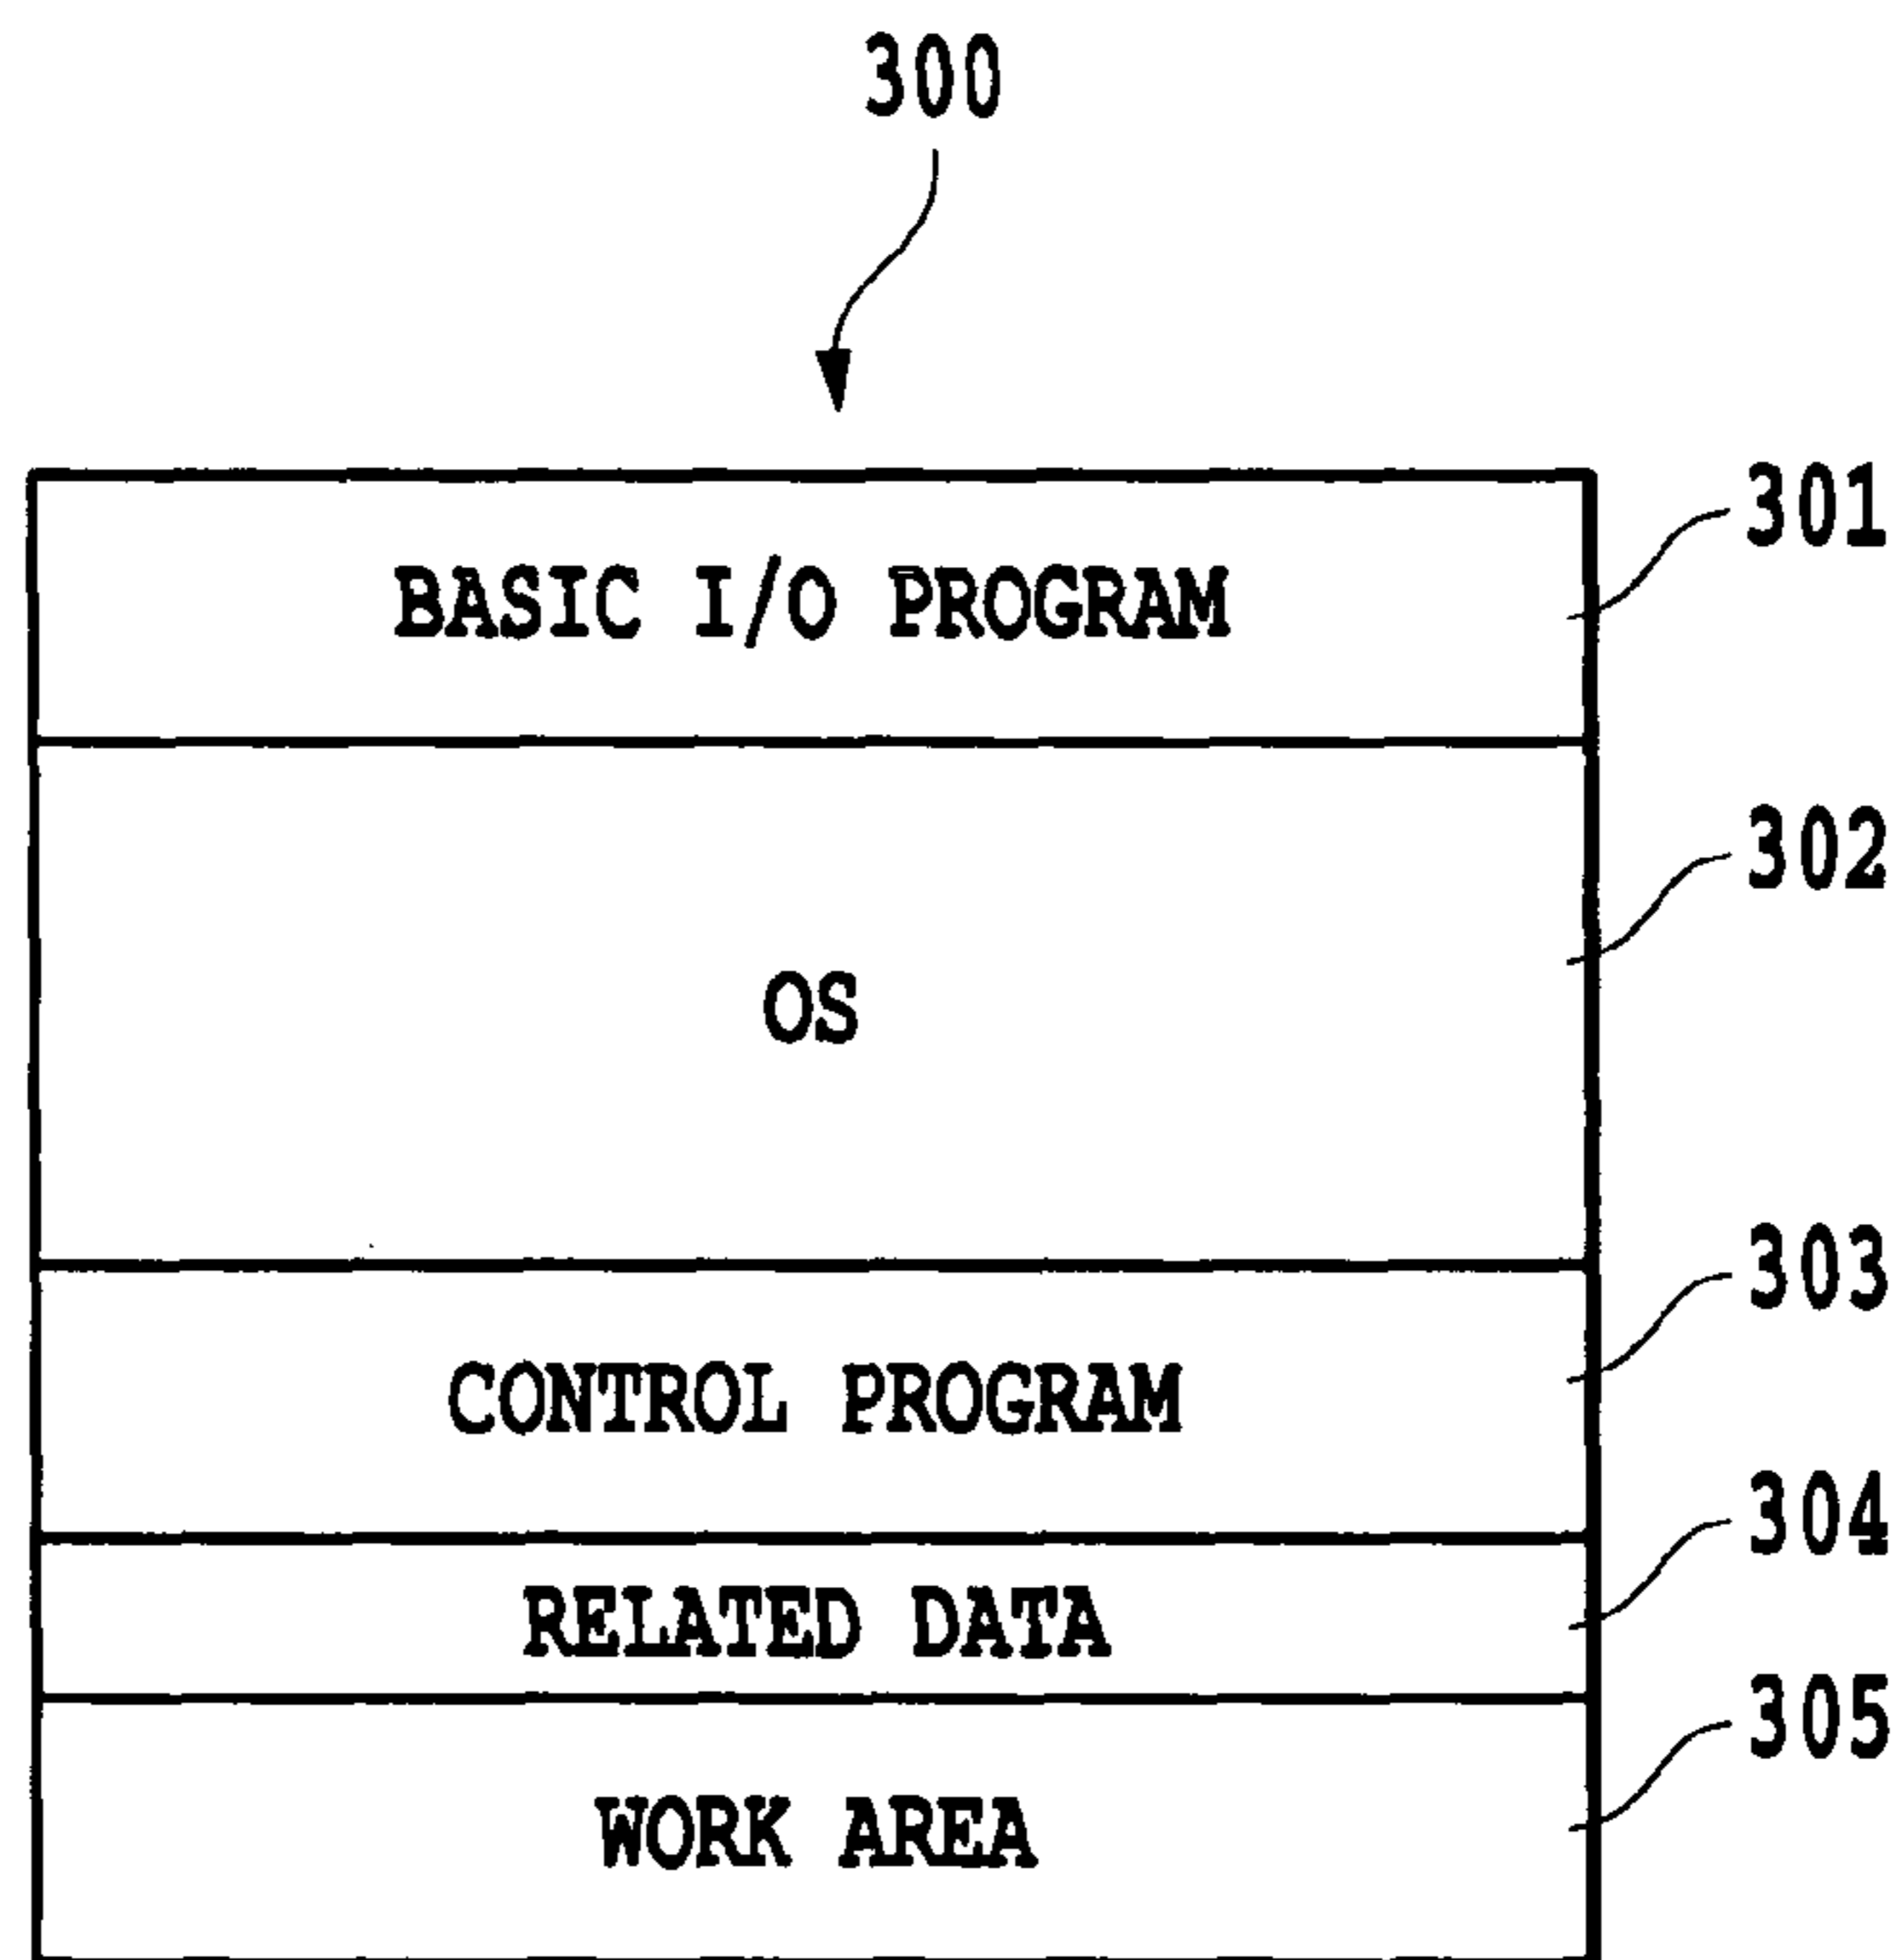 300
BASIC I/O PROGRAM
301
OS
302
CONTROL PROGRAM
303
RELATED DATA
304
WORK AREA
305